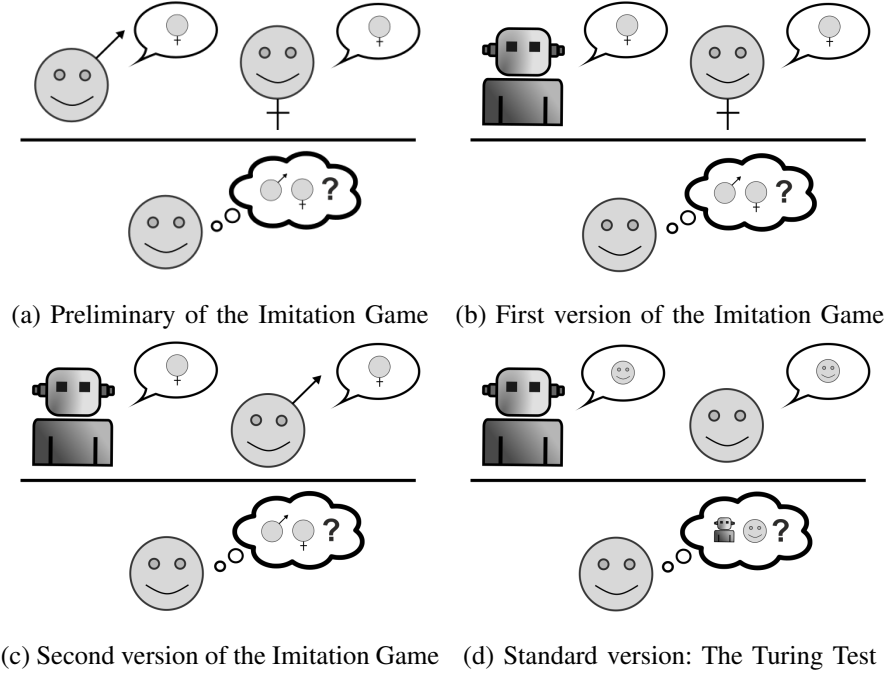 ?
?
(a) Preliminary of the Imitation Game
(b) First version of the Imitation Game
?
?
(c) Second version of the Imitation Game
(d) Standard version: The Turing Test